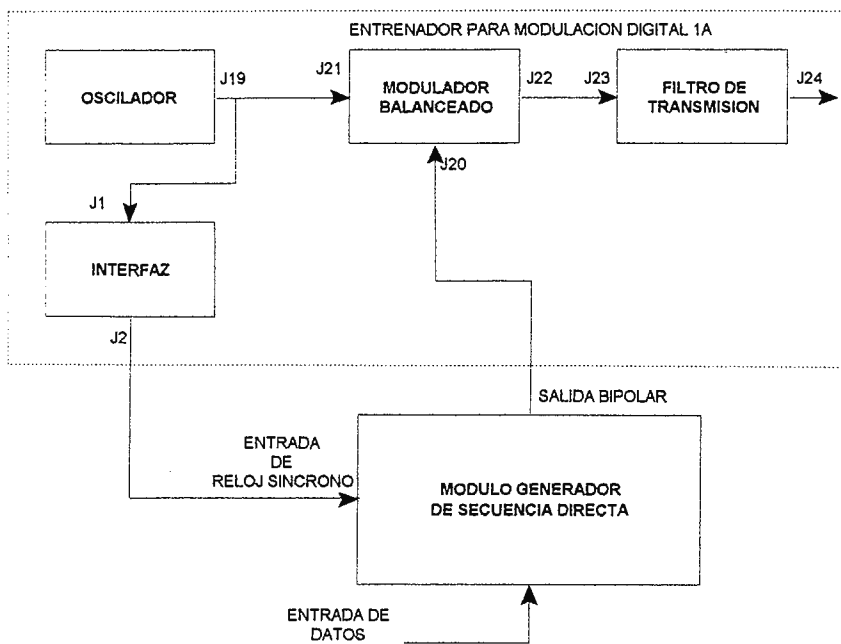 ENTRENADOR PARA MODULACION DIGITAL 1A
OSCILADOR
J19
J21
MODULADOR
BALANCEADO
J22
J23
FILTRO DE
TRANSMISION
J24
J20
J1
INTERFAZ
J2
SALIDA BIPOLAR
ENTRADA
DE
RELOJ SINCRONO
MODULO GENERADOR
DE SECUENCIA DIRECTA
ENTRADA DE
DATOS